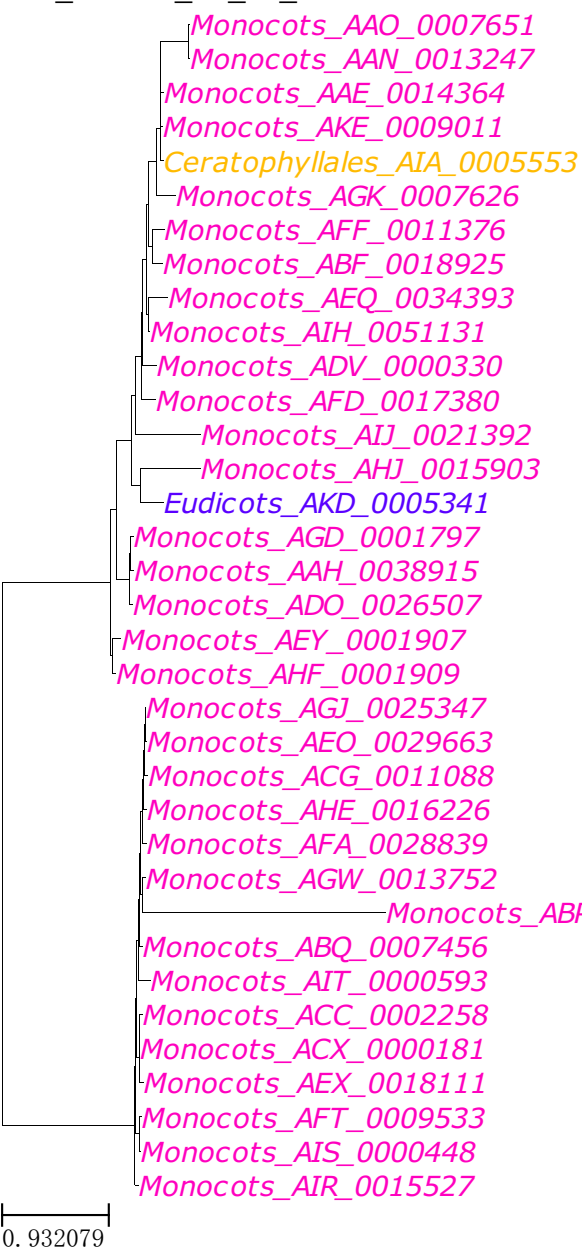 Monocots_AAO_0007651
Monocots_AAN_0013247
Monocots_AAE_0014364
Monocots_AKE_0009011
Ceratophyllales_AIA_0005553
Monocots_AGK_0007626
Monocots_AFF_0011376
Monocots_ABF_0018925
Monocots_AEQ_0034393
Monocots_AIH_0051131
Monocots_ADV_0000330
Monocots_AFD_0017380
Monocots_AIJ_0021392
Monocots_AHJ_0015903
Eudicots_AKD_0005341
Monocots_AGD_0001797
Monocots_AAH_0038915
Monocots_ADO_0026507
Monocots_AEY_0001907
Monocots_AHF_0001909
Monocots_AGJ_0025347
Monocots_AEO_0029663
Monocots_ACG_0011088
Monocots_AHE_0016226
Monocots_AFA_0028839
Monocots_AGW_0013752
Monocots_ABQ_0007456
Monocots_AIT_0000593
Monocots_ACC_0002258
Monocots_ACX_0000181
Monocots_AEX_0018111
Monocots_AFT_0009533
Monocots_AIS_0000448
Monocots_AIR_0015527
0.932079